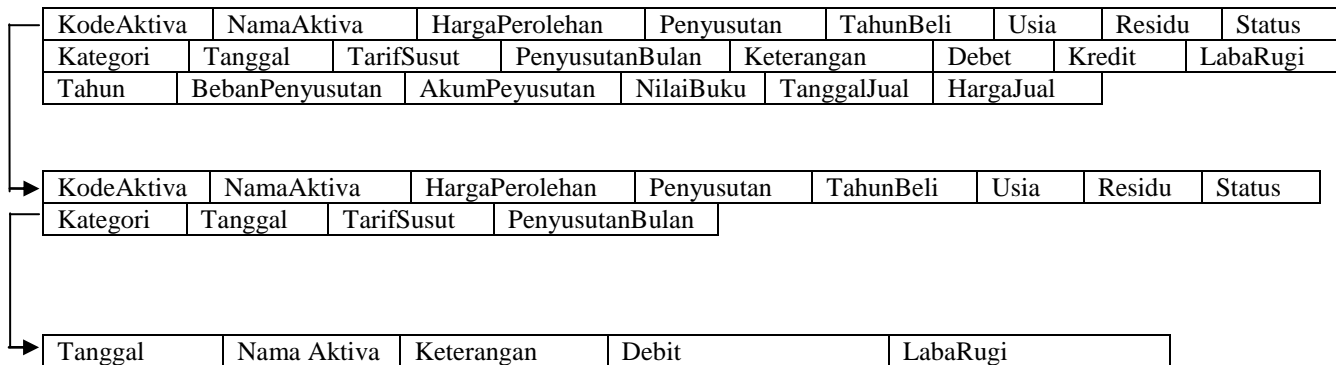 KodeAktiva NamaAktiva HargaPerolehan Penyusutan TahunBeli Usia Residu Status
Kategori Tanggal TarifSusut PenyusutanBulan Keterangan Debet Kredit LabaRugi
Tahun BebanPenyusutan AkumPeyusutan NilaiBuku TanggalJual HargaJual
KodeAktiva NamaAktiva HargaPerolehan Penyusutan TahunBeli Usia Residu Status
Kategori Tanggal TarifSusut PenyusutanBulan
Tanggal Nama Aktiva Keterangan Debit LabaRugi